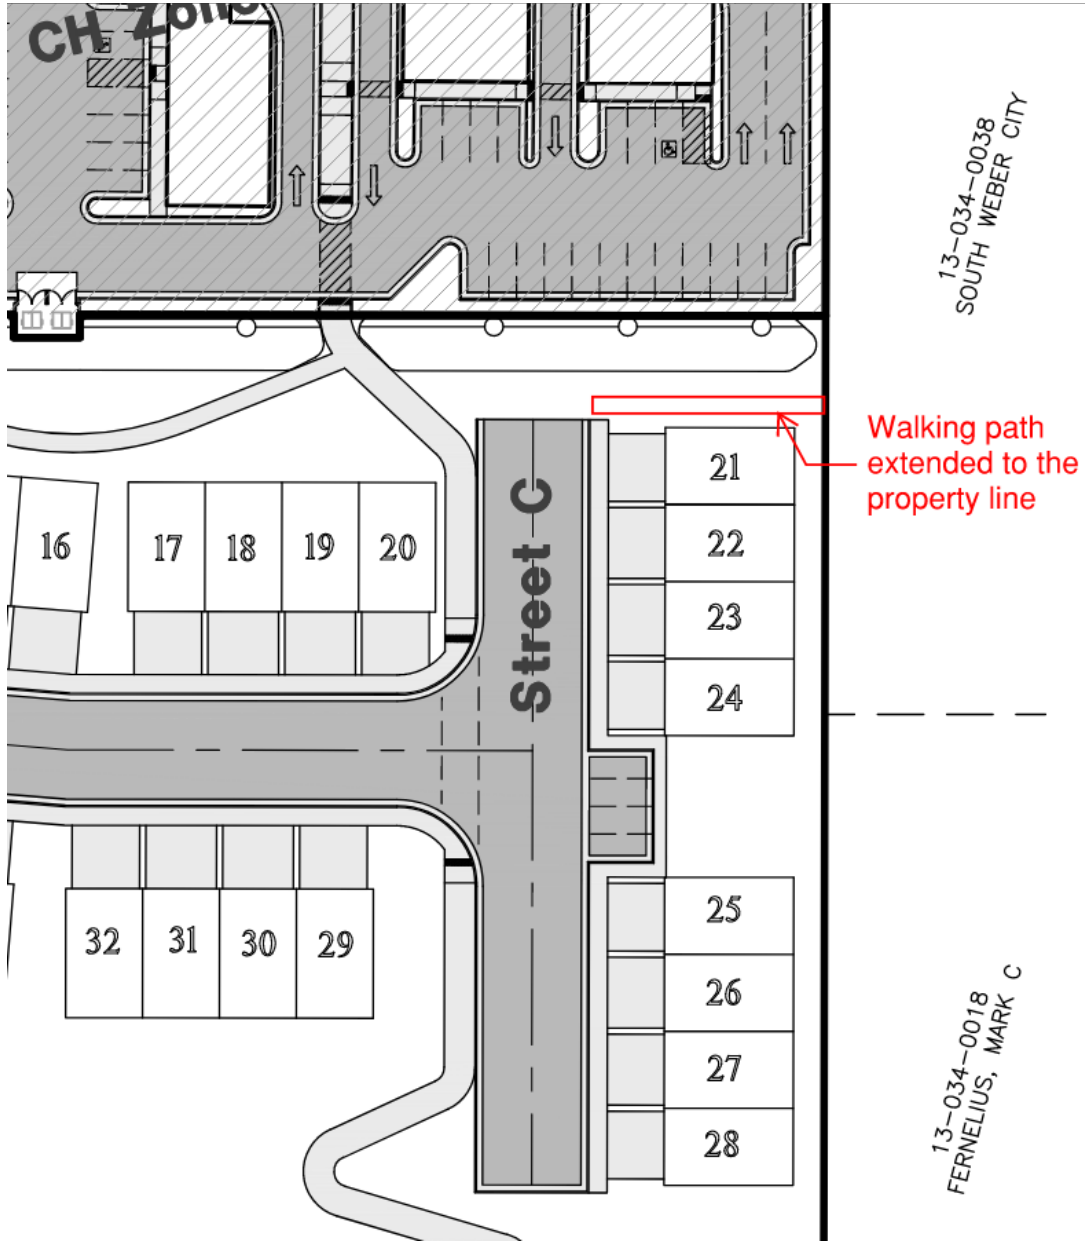 CH Zone
13-034-0038
SOUTH WEBER CITY
Walking path
extended to the
property line
21
22
23
24
16
17
18
19
20
Street C
25
26
27
28
32
31
30
29
13-034-0018
FERNELIUS, MARK C